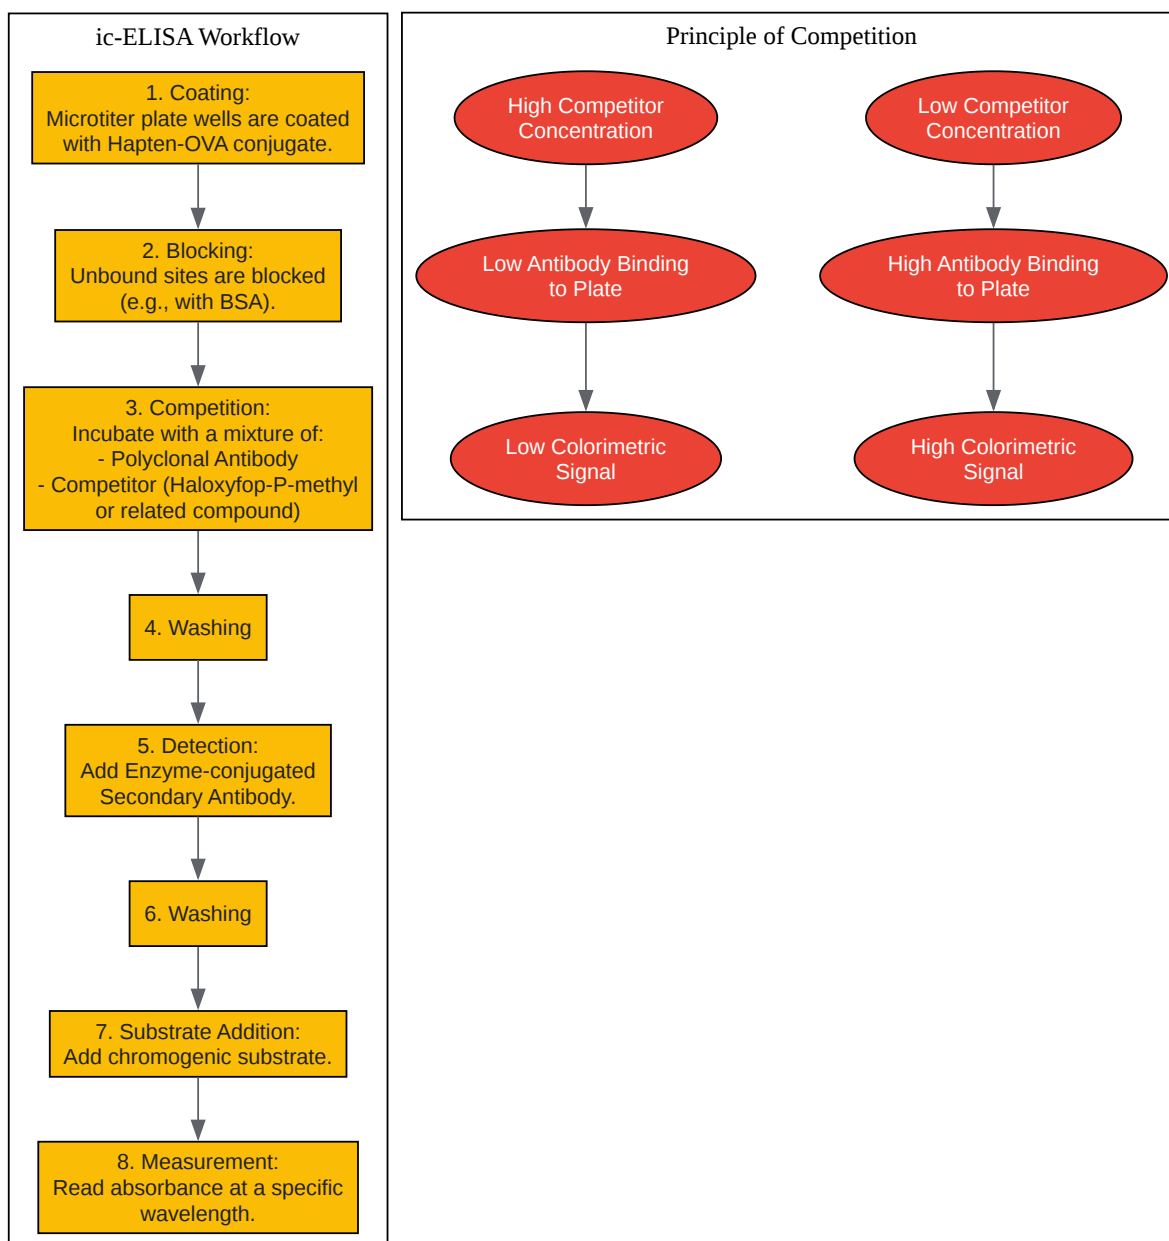 ic-ELISA Workflow
1. Coating:
Microtiter plate wells are coated
with Hapten-OVA conjugate.
2. Blocking:
Unbound sites are blocked
(e.g., with BSA).
3. Competition:
Incubate with a mixture of:
- Polyclonal Antibody
- Competitor (Haloxyfop-P-methyl
or related compound)
4. Washing
5. Detection:
Add Enzyme-conjugated
Secondary Antibody.
6. Washing
7. Substrate Addition:
Add chromogenic substrate.
8. Measurement:
Read absorbance at a specific
wavelength.
Principle of Competition
High Competitor
Concentration
Low Antibody Binding
to Plate
Low Colorimetric
Signal
Low Competitor
Concentration
High Antibody Binding
to Plate
High Colorimetric
Signal